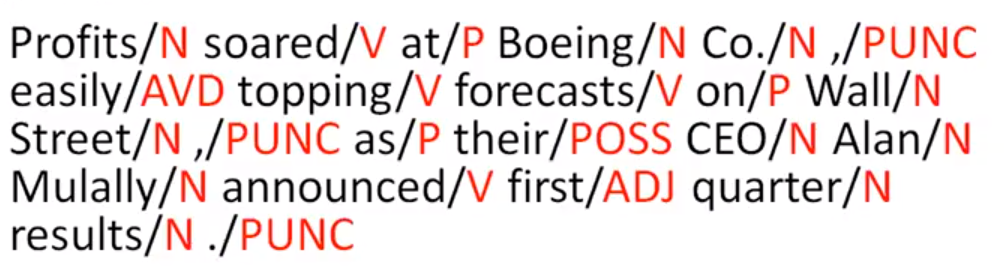 Profits/N soared/V at/P Boeing/N Co./N ,/PUNC
easily/AVD topping/V forecasts/V on/P Wall/N
Street/N ,/PUNC as/P their/POSS CEO/N Alan/N
Mulally/N announced/V first/ADJ quarter/N
results/N ./PUNC